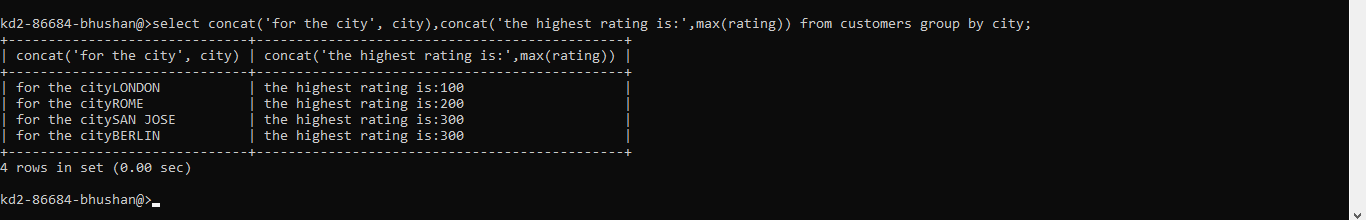 kd2-86684-bhushan@>select concat('for the city', city),concat('the highest rating is:',max(rating)) from customers group by city;
+------------------------------+----------------------------------------------+
| concat('for the city', city) | concat('the highest rating is:',max(rating)) |
+------------------------------+----------------------------------------------+
| for the cityLONDON           | the highest rating is:100                    |
| for the cityROME             | the highest rating is:200                    |
| for the citySAN JOSE         | the highest rating is:300                    |
| for the cityBERLIN           | the highest rating is:300                    |
+------------------------------+----------------------------------------------+
4 rows in set (0.00 sec)
kd2-86684-bhushan@>